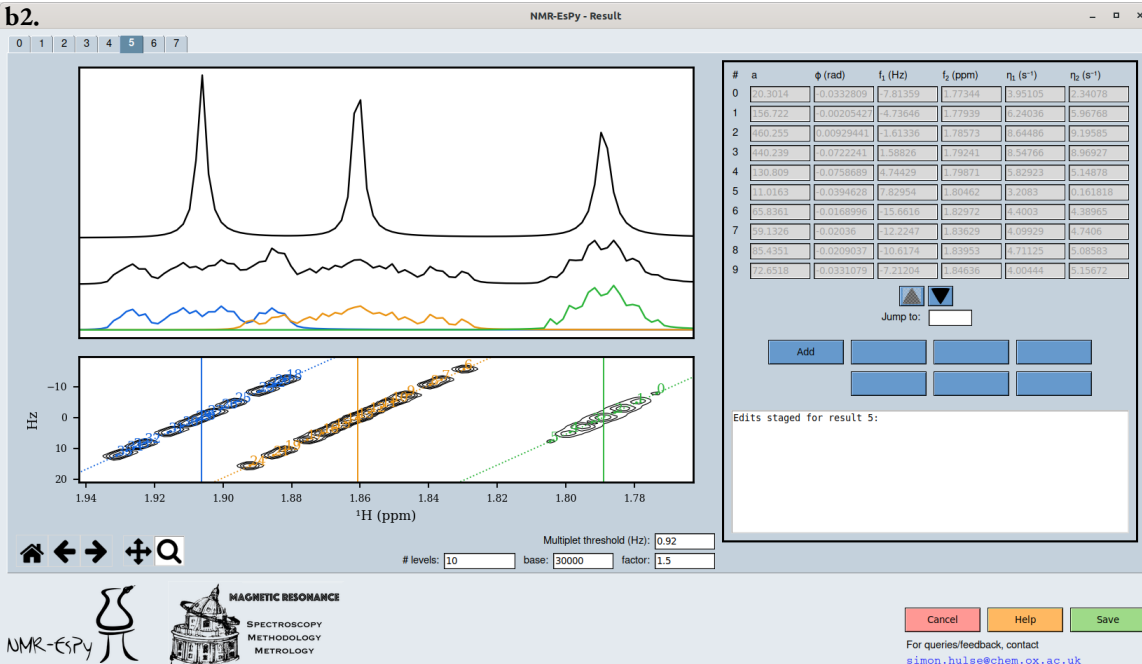 b2.
NMR-EsPy - Result
0 1 2 3 4 5 6 7
# a ϕ (rad) f₁ (Hz) f₂ (ppm) η₁ (s⁻¹) η₂ (s⁻¹)
0 20.3014 -0.0332809 -7.81359 1.77344 3.95105 2.34078
1 156.722 -0.00205427 -4.73646 1.77939 6.24036 5.96768
2 460.255 0.00929441 -1.61336 1.78573 8.64486 9.19585
3 440.239 -0.0722241 1.58826 1.79241 8.54766 8.96927
4 130.809 -0.0758689 4.74429 1.79871 5.82923 5.14878
5 11.0163 -0.0394628 7.82954 1.80462 3.2083 0.161818
6 65.8361 -0.0168996 -15.6616 1.82972 4.4003 4.38965
7 59.1326 -0.02036 -12.2247 1.83629 4.09929 4.7406
8 85.4351 -0.0209037 -10.6174 1.83953 4.71125 5.08583
9 72.6518 -0.0331079 -7.21204 1.84636 4.00444 5.15672
Jump to:
Add
Edits staged for result 5:
Hz
-10
0
10
20
1.94 1.92 1.90 1.88 1.86 1.84 1.82 1.80 1.78
¹H (ppm)
Multiplet threshold (Hz): 0.92
# levels: 10 base: 30000 factor: 1.5
NMR-EsPy
MAGNETIC RESONANCE
SPECTROSCOPY
METHODOLOGY
METROLOGY
Cancel Help Save
For queries/feedback, contact
simon.hulse@chem.ox.ac.uk